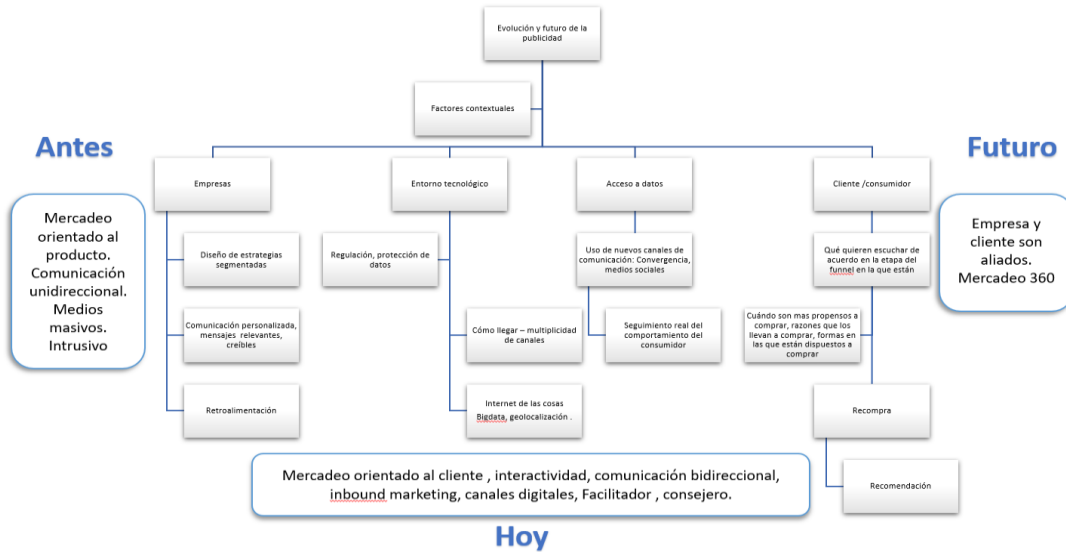 Evolución y futuro de la
publicidad
Factores contextuales
Antes
Futuro
Empresas
Entorno tecnológico
Acceso a datos
Cliente /consumidor
Mercadeo
orientado al
producto.
Comunicación
unidireccional.
Medios
masivos.
Intrusivo
Diseño de estrategias
segmentadas
Regulación, protección de
datos
Uso de nuevos canales de
comunicación: Convergencia,
medios sociales
Qué quieren escuchar de
acuerdo en la etapa del
funnel en la que están
Empresa y
cliente son
aliados.
Mercadeo 360
Comunicación personalizada,
mensajes relevantes,
creíbles
Cómo llegar – multiplicidad
de canales
Seguimiento real del
comportamiento del
consumidor
Cuándo son mas propensos a
comprar, razones que los
llevan a comprar, formas en
las que están dispuestos a
comprar
Retroalimentación
Internet de las cosas
Bigdata, geolocalización .
Recompra
Mercadeo orientado al cliente , interactividad, comunicación bidireccional,
inbound marketing, canales digitales, Facilitador , consejero.
Recomendación
Hoy